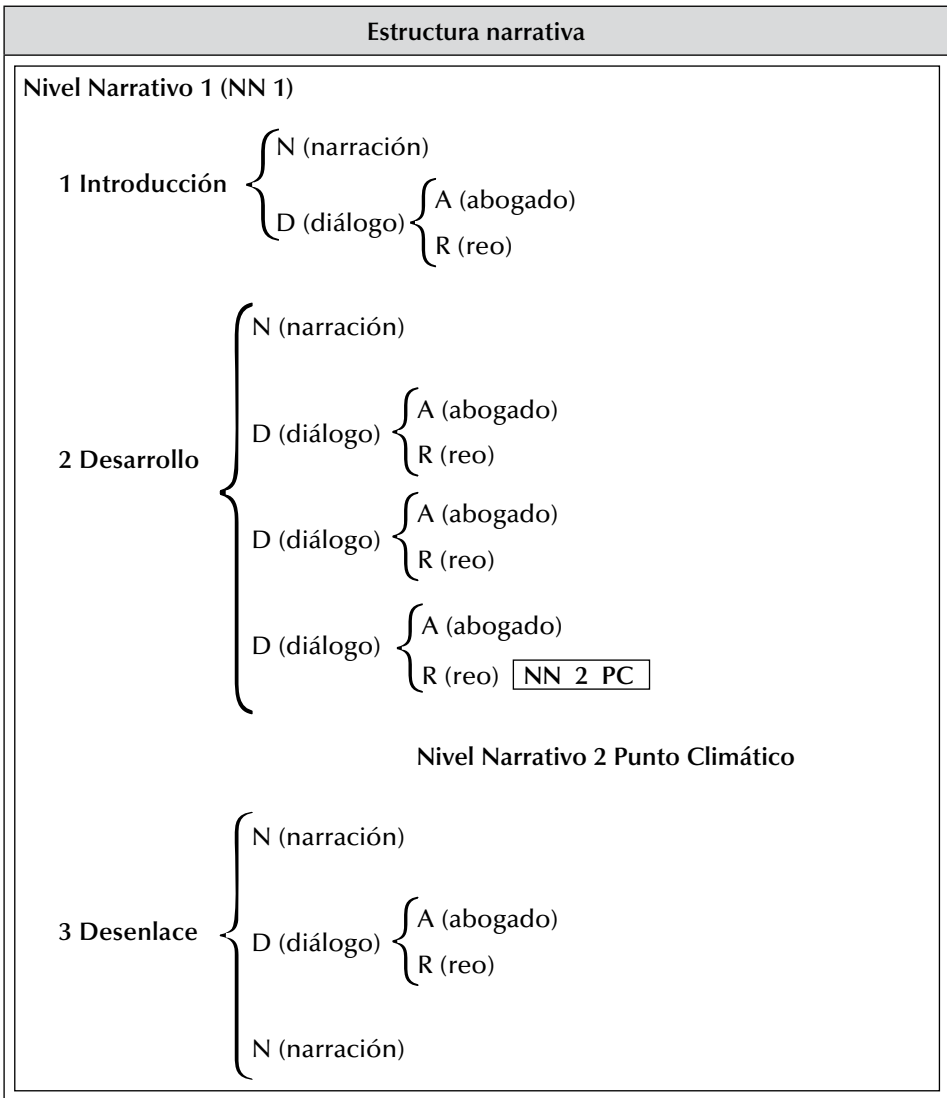 Estructura narrativa
Nivel Narrativo 1 (NN 1)
1 Introducción
N (narración)
D (diálogo)
A (abogado)
R (reo)
2 Desarrollo
N (narración)
D (diálogo)
A (abogado)
R (reo)
D (diálogo)
A (abogado)
R (reo)
D (diálogo)
A (abogado)
R (reo) NN 2 PC
Nivel Narrativo 2 Punto Climático
3 Desenlace
N (narración)
D (diálogo)
A (abogado)
R (reo)
N (narración)